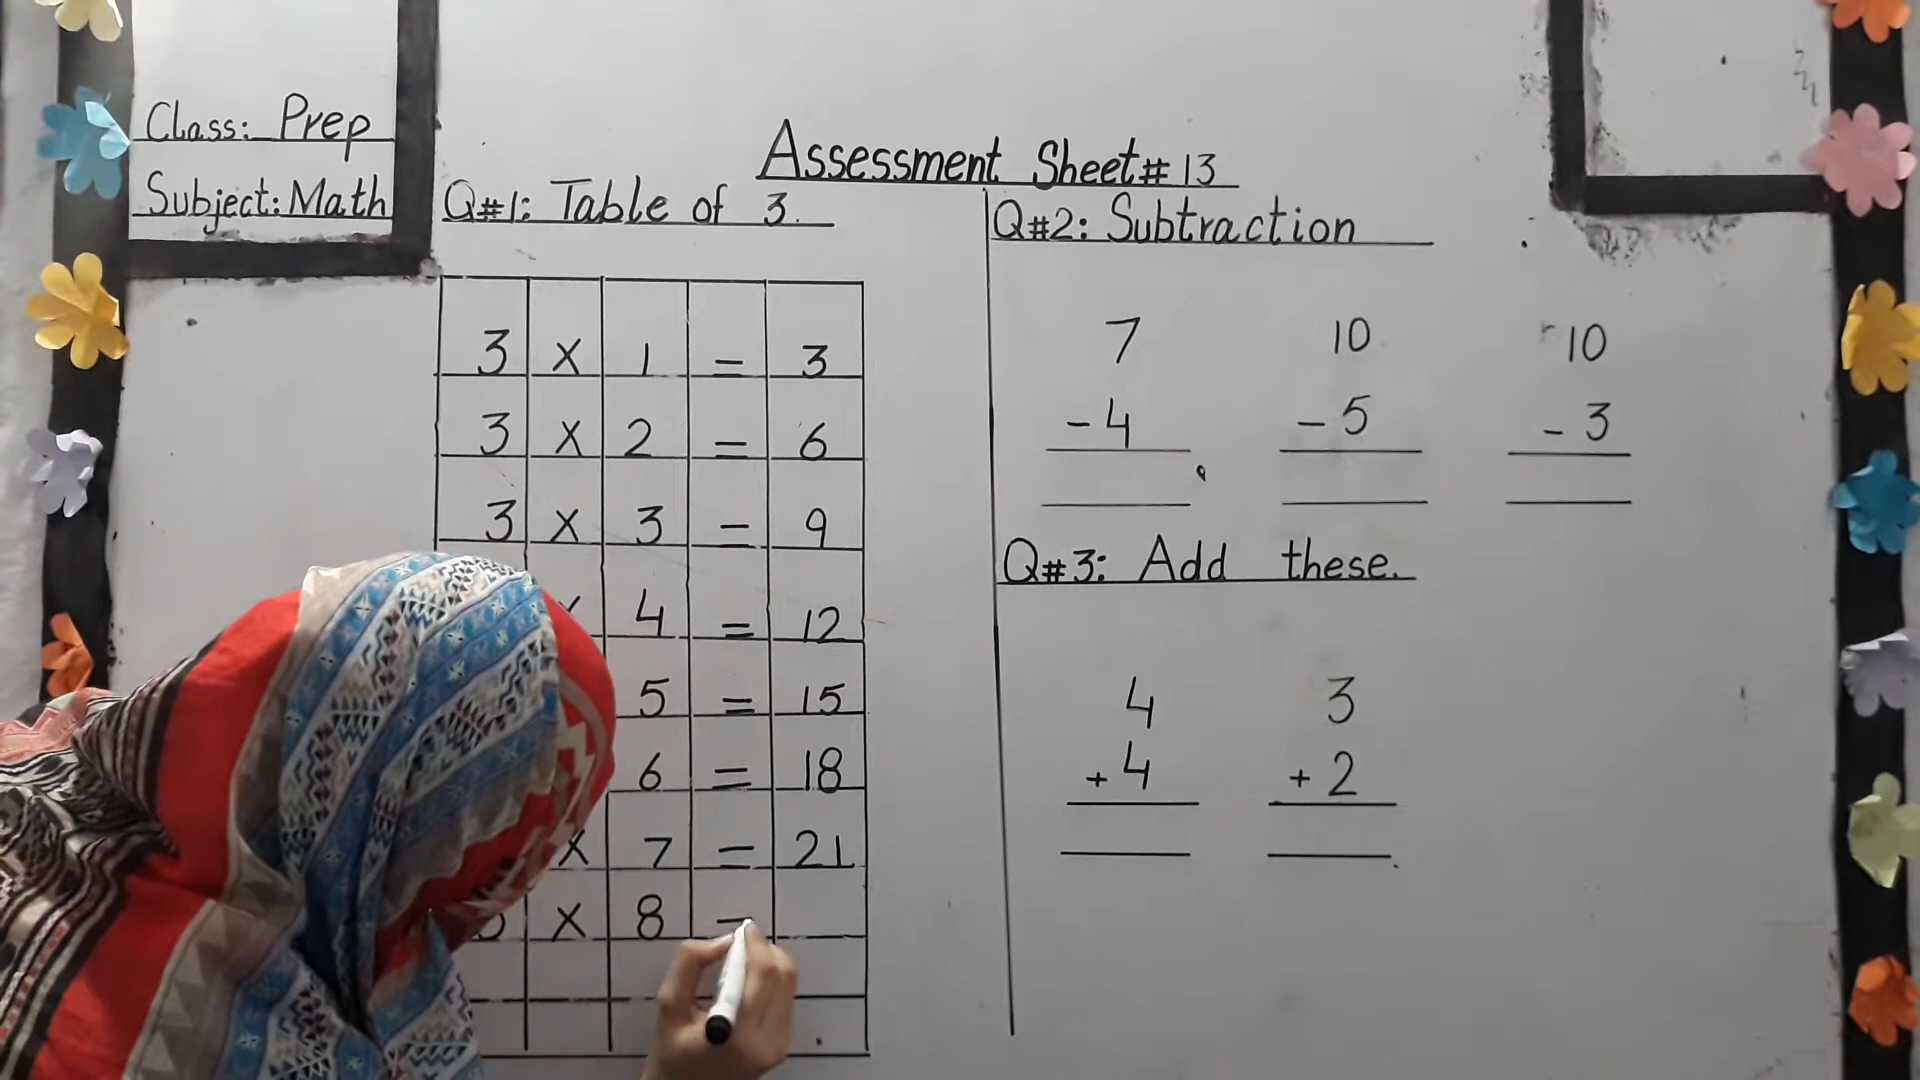 Class: Prep
Subject: Math
Assessment Sheet# 13
Q#1: Table of 3.
3 x 1 = 3
3 x 2 = 6
3 x 3 = 9
x 4 = 12
5 = 15
6 = 18
x 7 = 21
3 x 8 -
Q#2: Subtraction
7 10 10
- 4 - 5 - 3
Q#3: Add these.
4 3
+ 4 + 2